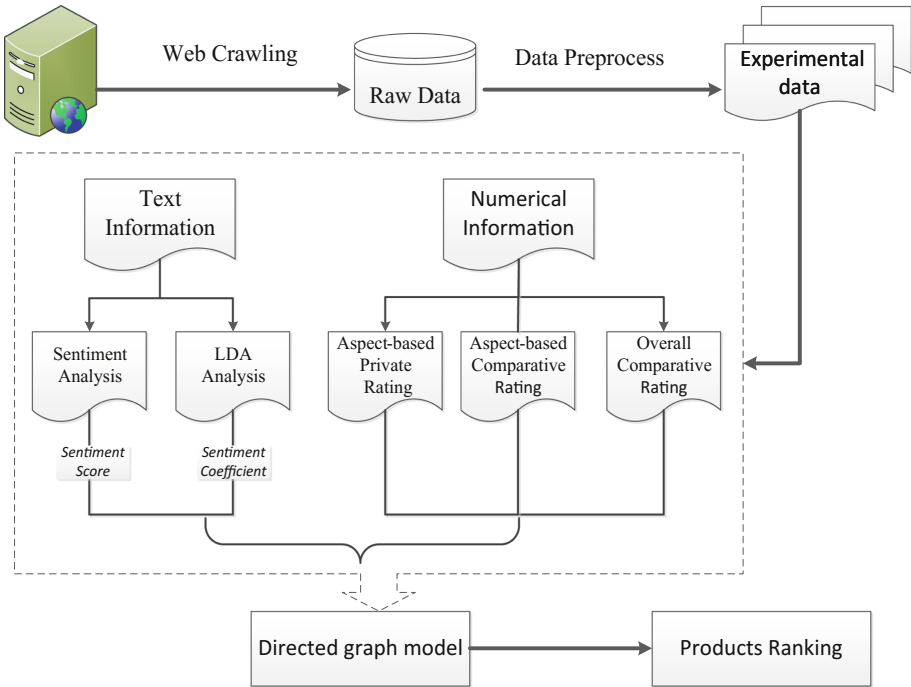 Web Crawling
Raw Data
Data Preprocess
Experimental
data
Text
Information
Numerical
Information
Sentiment
Analysis
LDA
Analysis
Aspect-based
Private
Rating
Aspect-based
Comparative
Rating
Overall
Comparative
Rating
Sentiment
Score
Sentiment
Coefficient
Directed graph model
Products Ranking